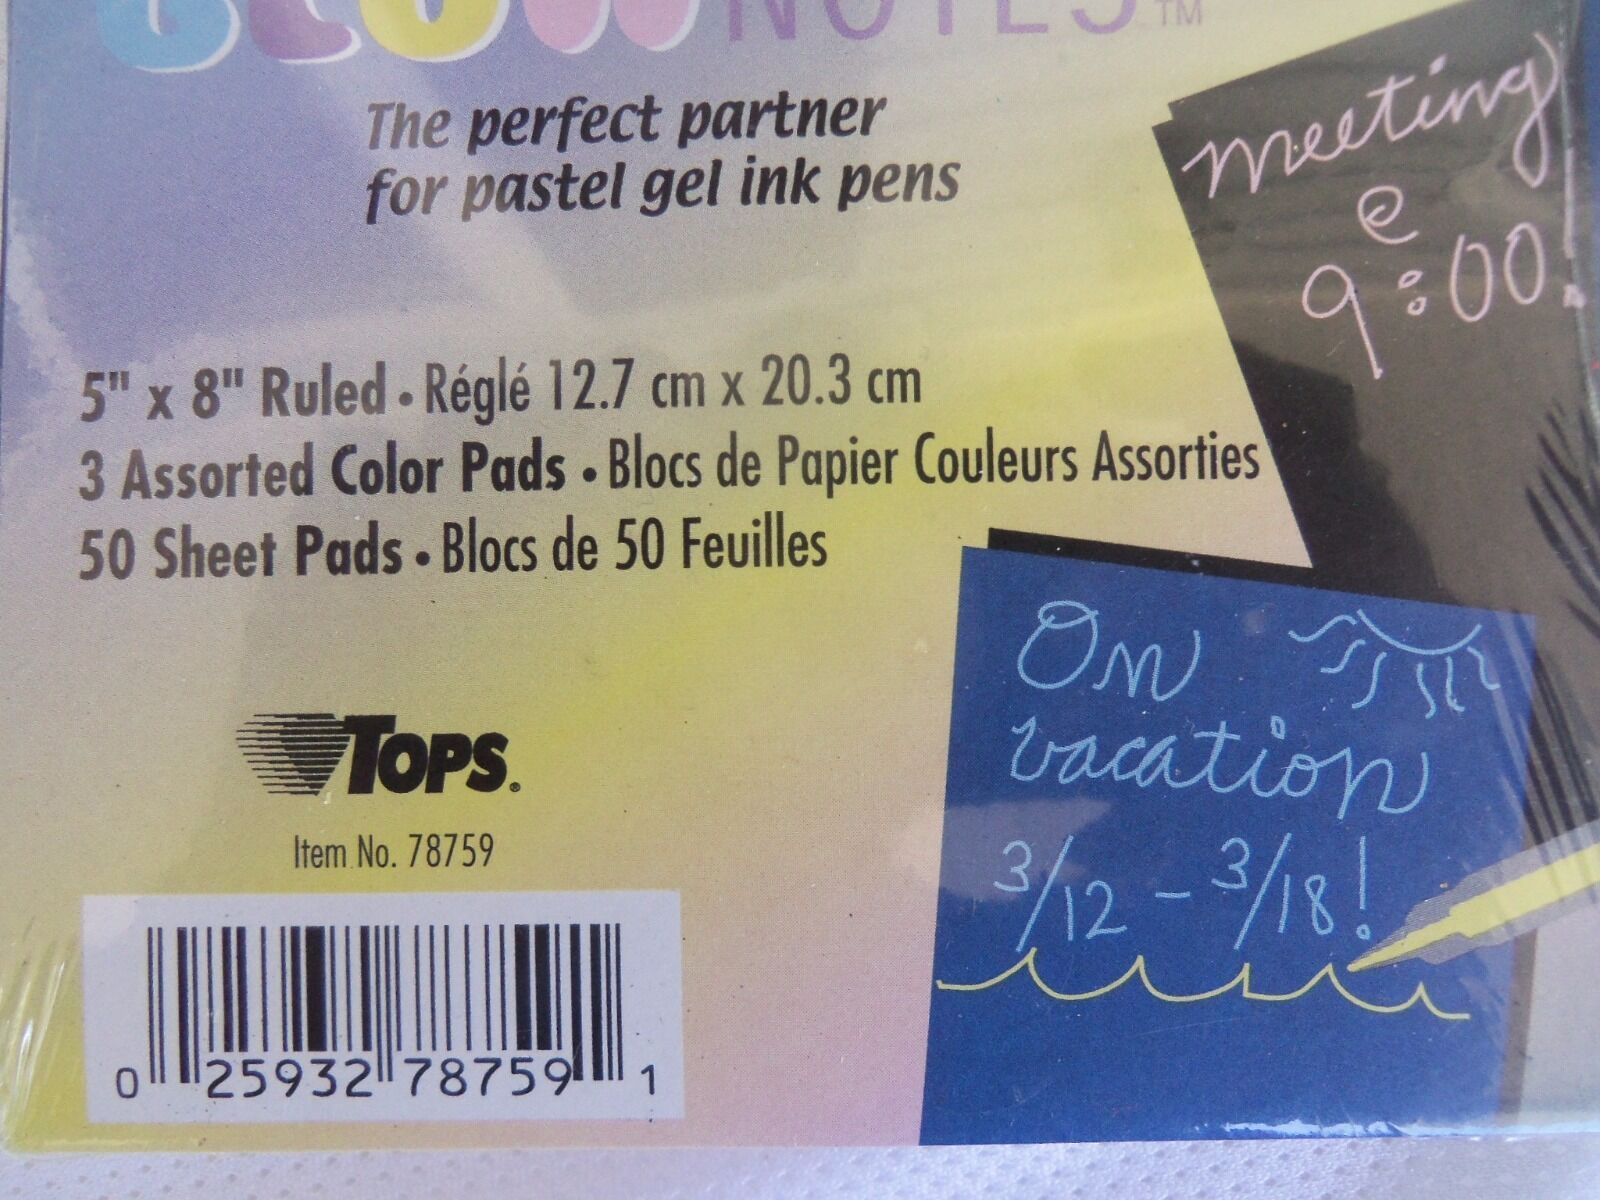 GLOW NOTES™
The perfect partner
for pastel gel ink pens
meeting
@
9:00!
5" x 8" Ruled • Réglé 12.7 cm x 20.3 cm
3 Assorted Color Pads • Blocs de Papier Couleurs Assorties
50 Sheet Pads • Blocs de 50 Feuilles
On
vacation
3/12 - 3/18!
TOPS®
Item No. 78759
0 25932 78759 1